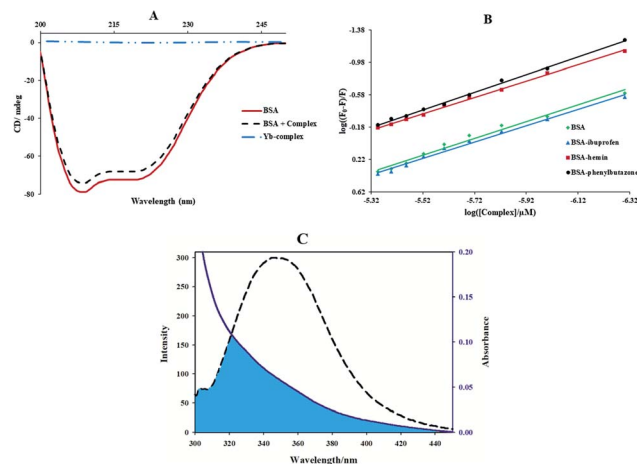 A
200 215 230 245
0
-20
-40
-60
-80
CD/ mdeg
Wavelength (nm)
BSA
BSA + Complex
Yb-complex
B
-1.38
-0.98
-0.58
-0.18
0.22
0.62
log((F₀-F)/F)
-5.32 -5.52 -5.72 -5.92 -6.12 -6.32
log([Complex]/µM)
BSA
BSA-ibuprofen
BSA-hemin
BSA-phenylbutazone
C
300
250
200
150
100
50
0
Intensity
0.20
0.15
0.10
0.05
0.00
Absorbance
300 320 340 360 380 400 420 440
Wavelength/nm